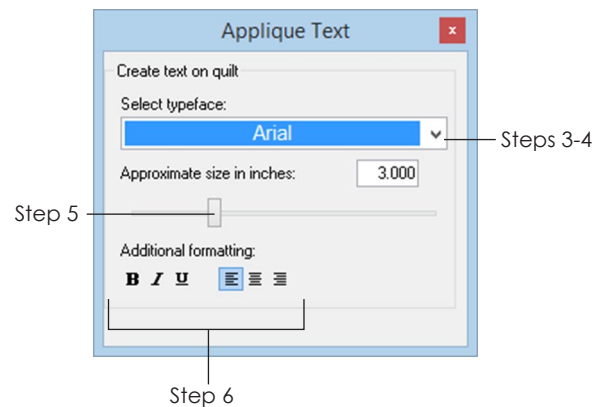 Applique Text
x
Create text on quilt
Select typeface:
Arial
Steps 3-4
Approximate size in inches: 3.000
Step 5
Additional formatting:
B I U
Step 6